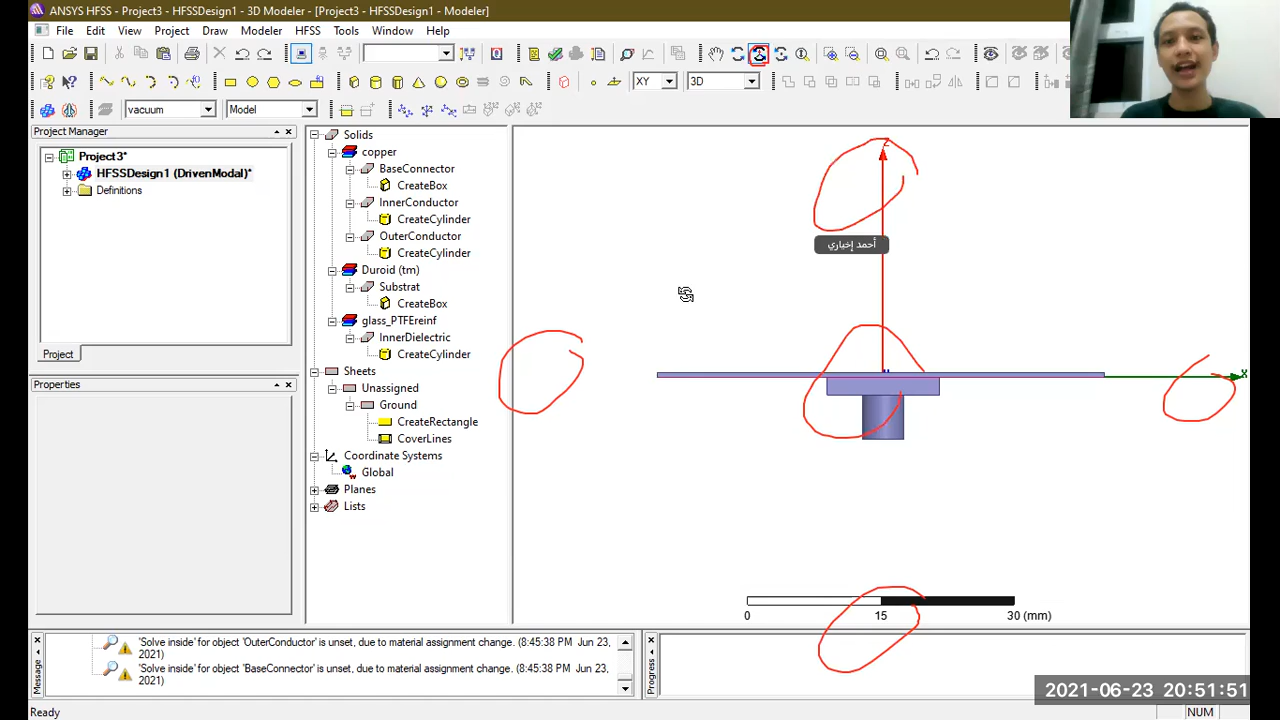 ANSYS HFSS - Project3 - HFSSDesign1 - 3D Modeler - [Project3 - HFSSDesign1 - Modeler]
File Edit View Project Draw Modeler HFSS Tools Window Help
XY 3D
vacuum Model
Project Manager
Project3*
HFSSDesign1 (DrivenModal)*
Definitions
Project
Properties
Solids
copper
BaseConnector
CreateBox
InnerConductor
CreateCylinder
OuterConductor
CreateCylinder
Duroid (tm)
Substrat
CreateBox
glass_PTFEreinf
InnerDielectric
CreateCylinder
Sheets
Unassigned
Ground
CreateRectangle
CoverLines
Coordinate Systems
Global
Planes
Lists
Z
أحمد إخباري
X
0 15 30 (mm)
Message
'Solve inside' for object 'OuterConductor' is unset, due to material assignment change. (8:45:38 PM Jun 23,
2021)
'Solve inside' for object 'BaseConnector' is unset, due to material assignment change. (8:45:38 PM Jun 23,
2021)
Progress
2021-06-23 20:51:51
Ready
NUM